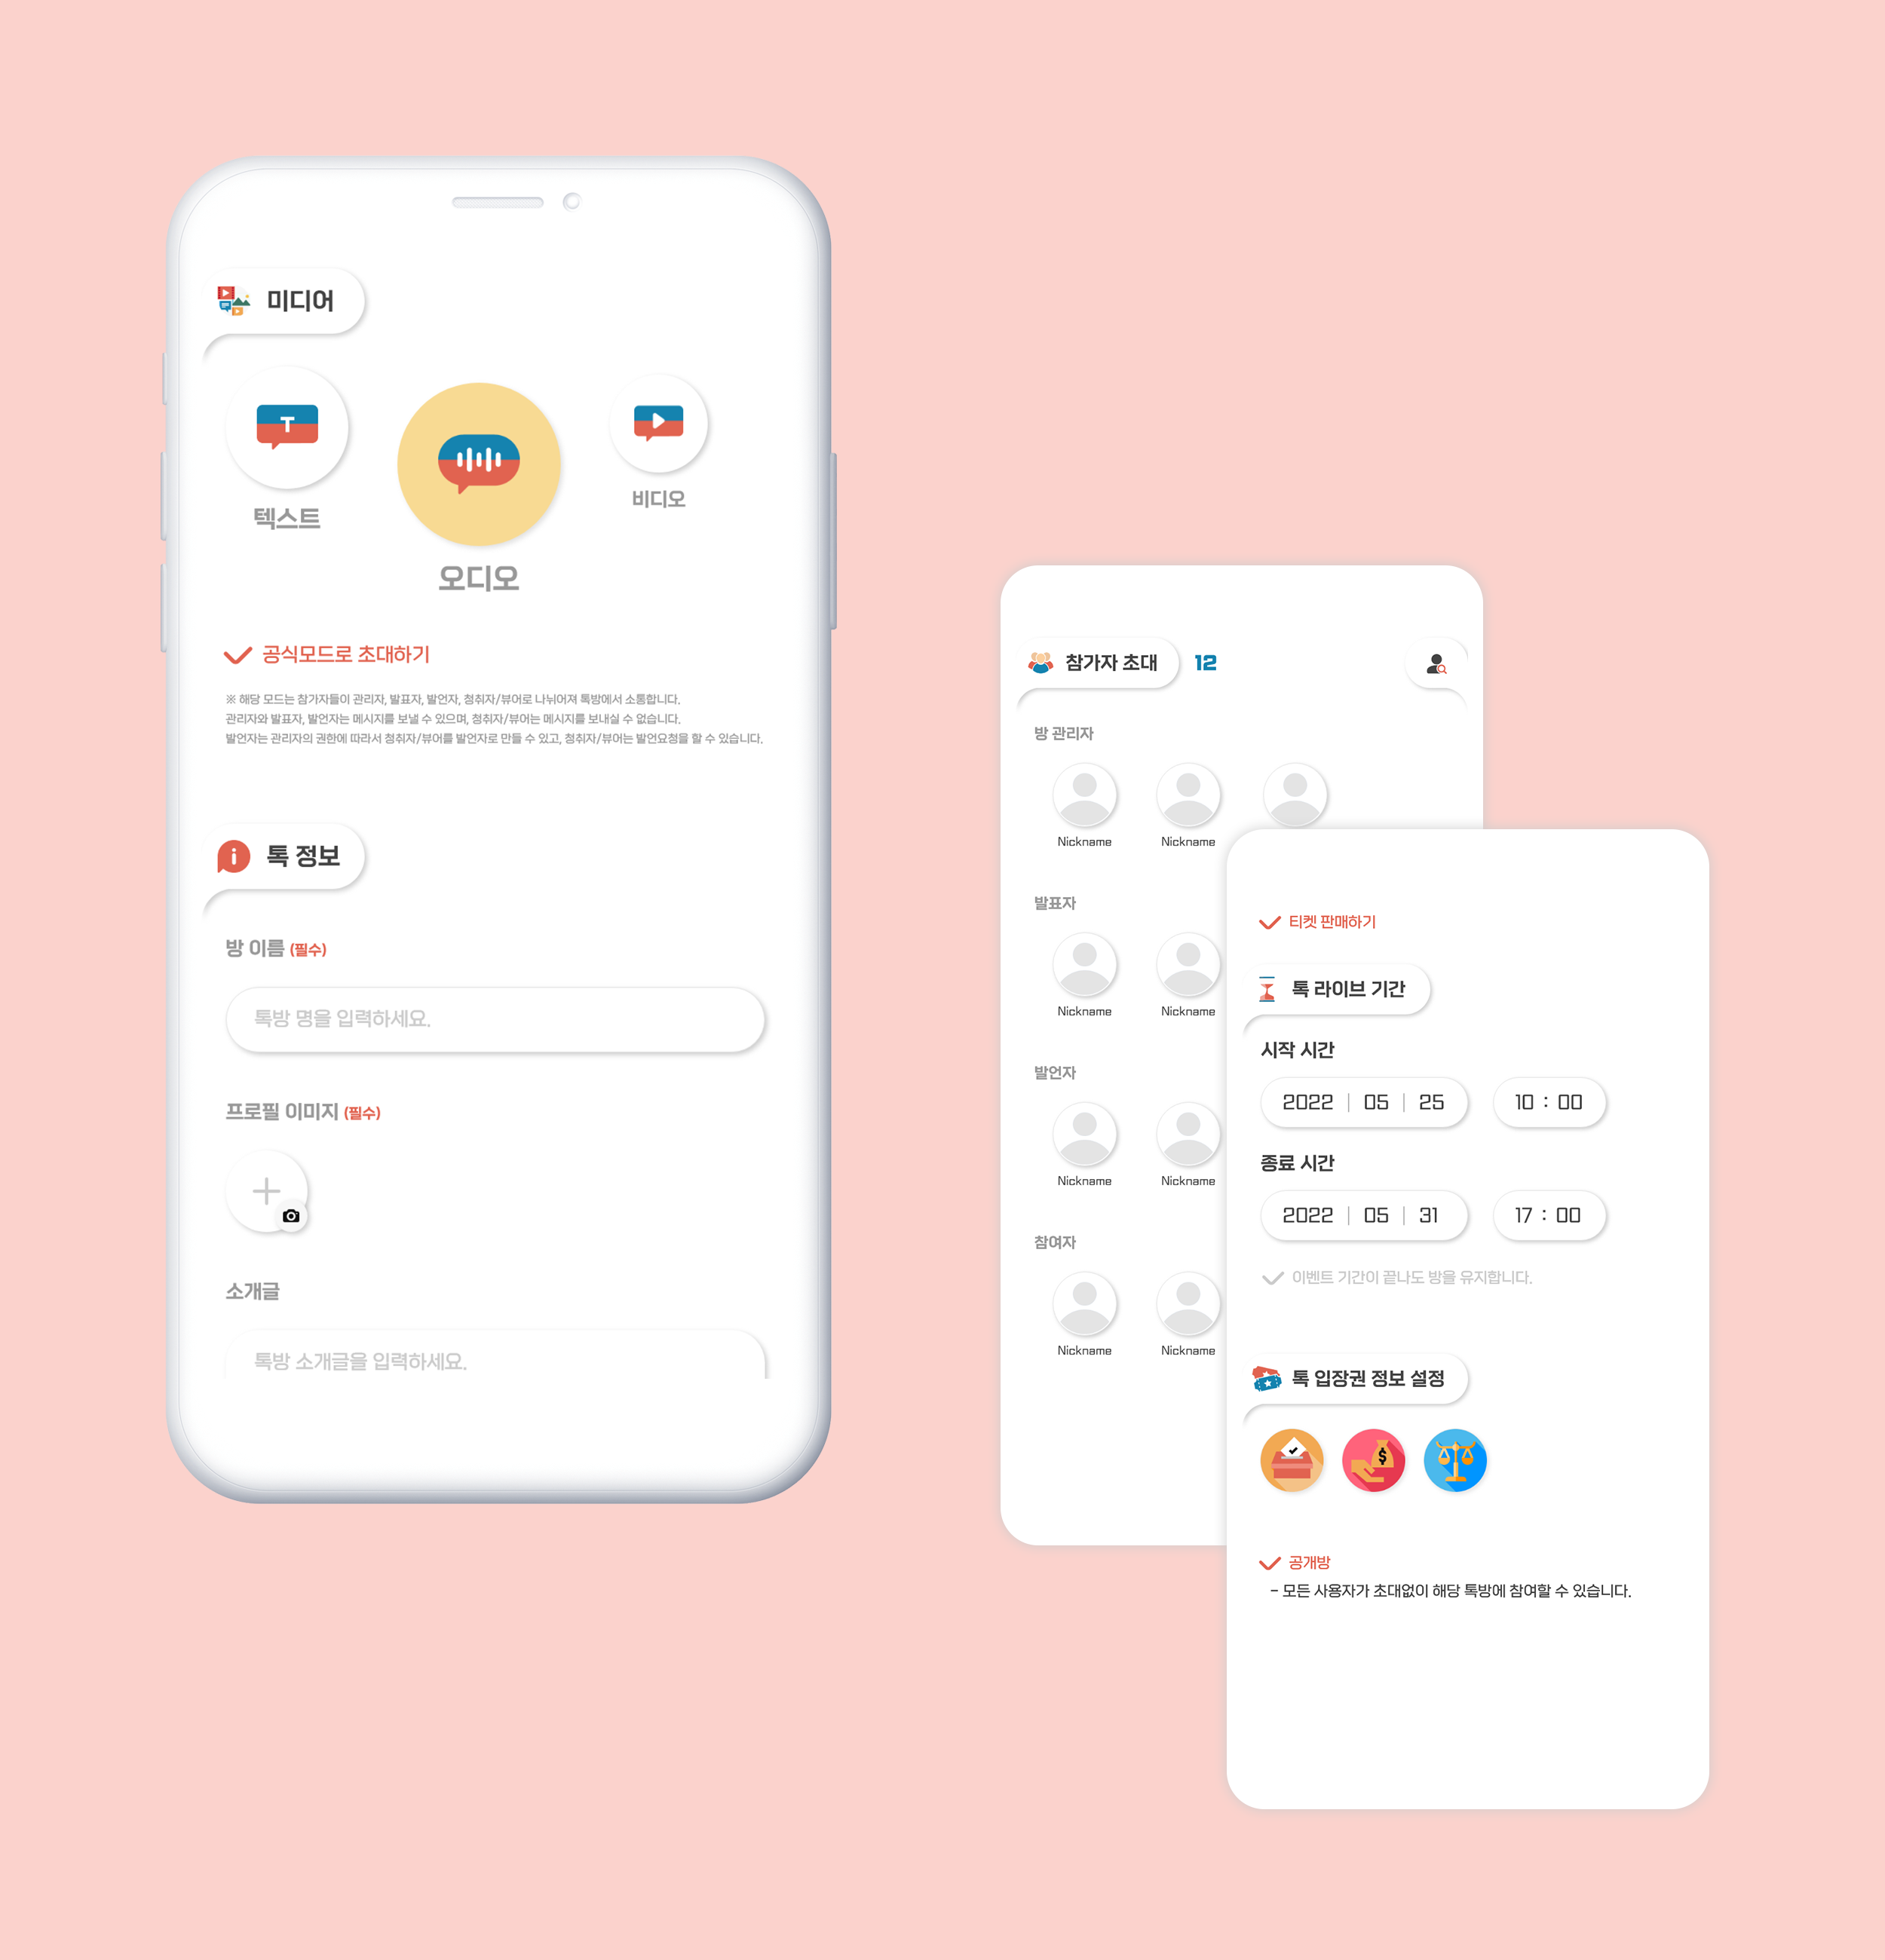 미디어
텍스트
오디오
비디오
공식모드로 초대하기
※ 해당 모드는 참가자들이 관리자, 발표자, 발언자, 청취자/뷰어로 나뉘어져 톡방에서 소통합니다.
관리자와 발표자, 발언자는 메시지를 보낼 수 있으며, 청취자/뷰어는 메시지를 보내실 수 없습니다.
발언자는 관리자의 권한에 따라서 청취자/뷰어를 발언자로 만들 수 있고, 청취자/뷰어는 발언요청을 할 수 있습니다.
톡 정보
방 이름 (필수)
톡방 명을 입력하세요.
프로필 이미지 (필수)
소개글
톡방 소개글을 입력하세요.
참가자 초대 12
방 관리자
Nickname Nickname
발표자
Nickname Nickname
발언자
Nickname Nickname
참여자
Nickname Nickname
티켓 판매하기
톡 라이브 기간
시작 시간
2022 | 05 | 25 10 : 00
종료 시간
2022 | 05 | 31 17 : 00
이벤트 기간이 끝나도 방을 유지합니다.
톡 입장권 정보 설정
공개방
- 모든 사용자가 초대없이 해당 톡방에 참여할 수 있습니다.